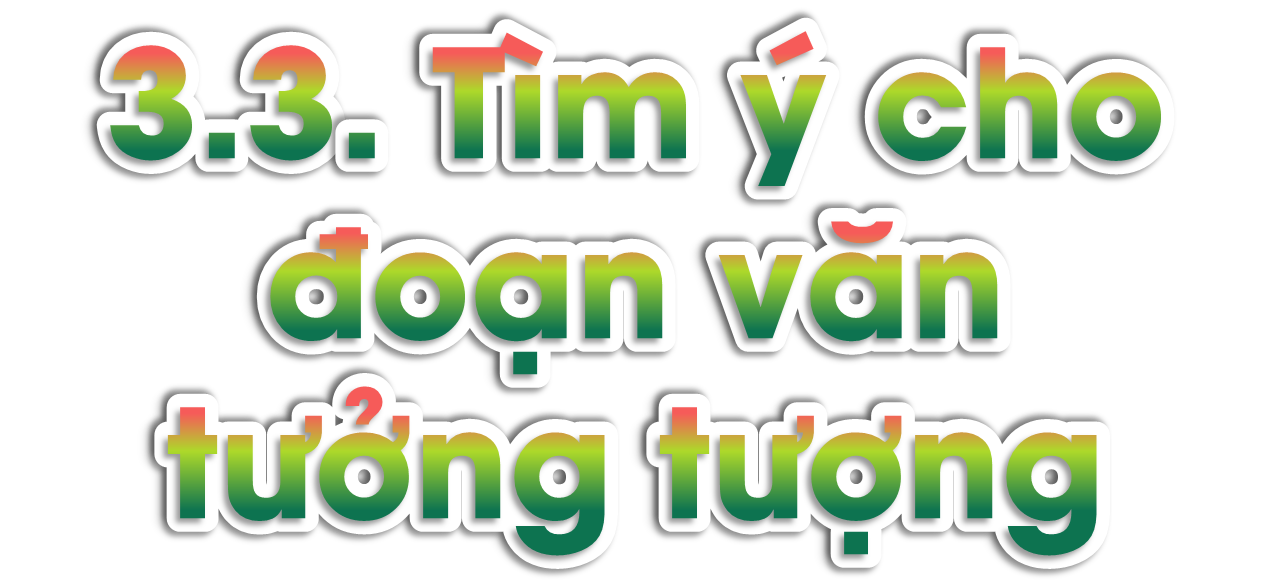 3.3. Tìm ý cho
đoạn văn
tưởng tượng